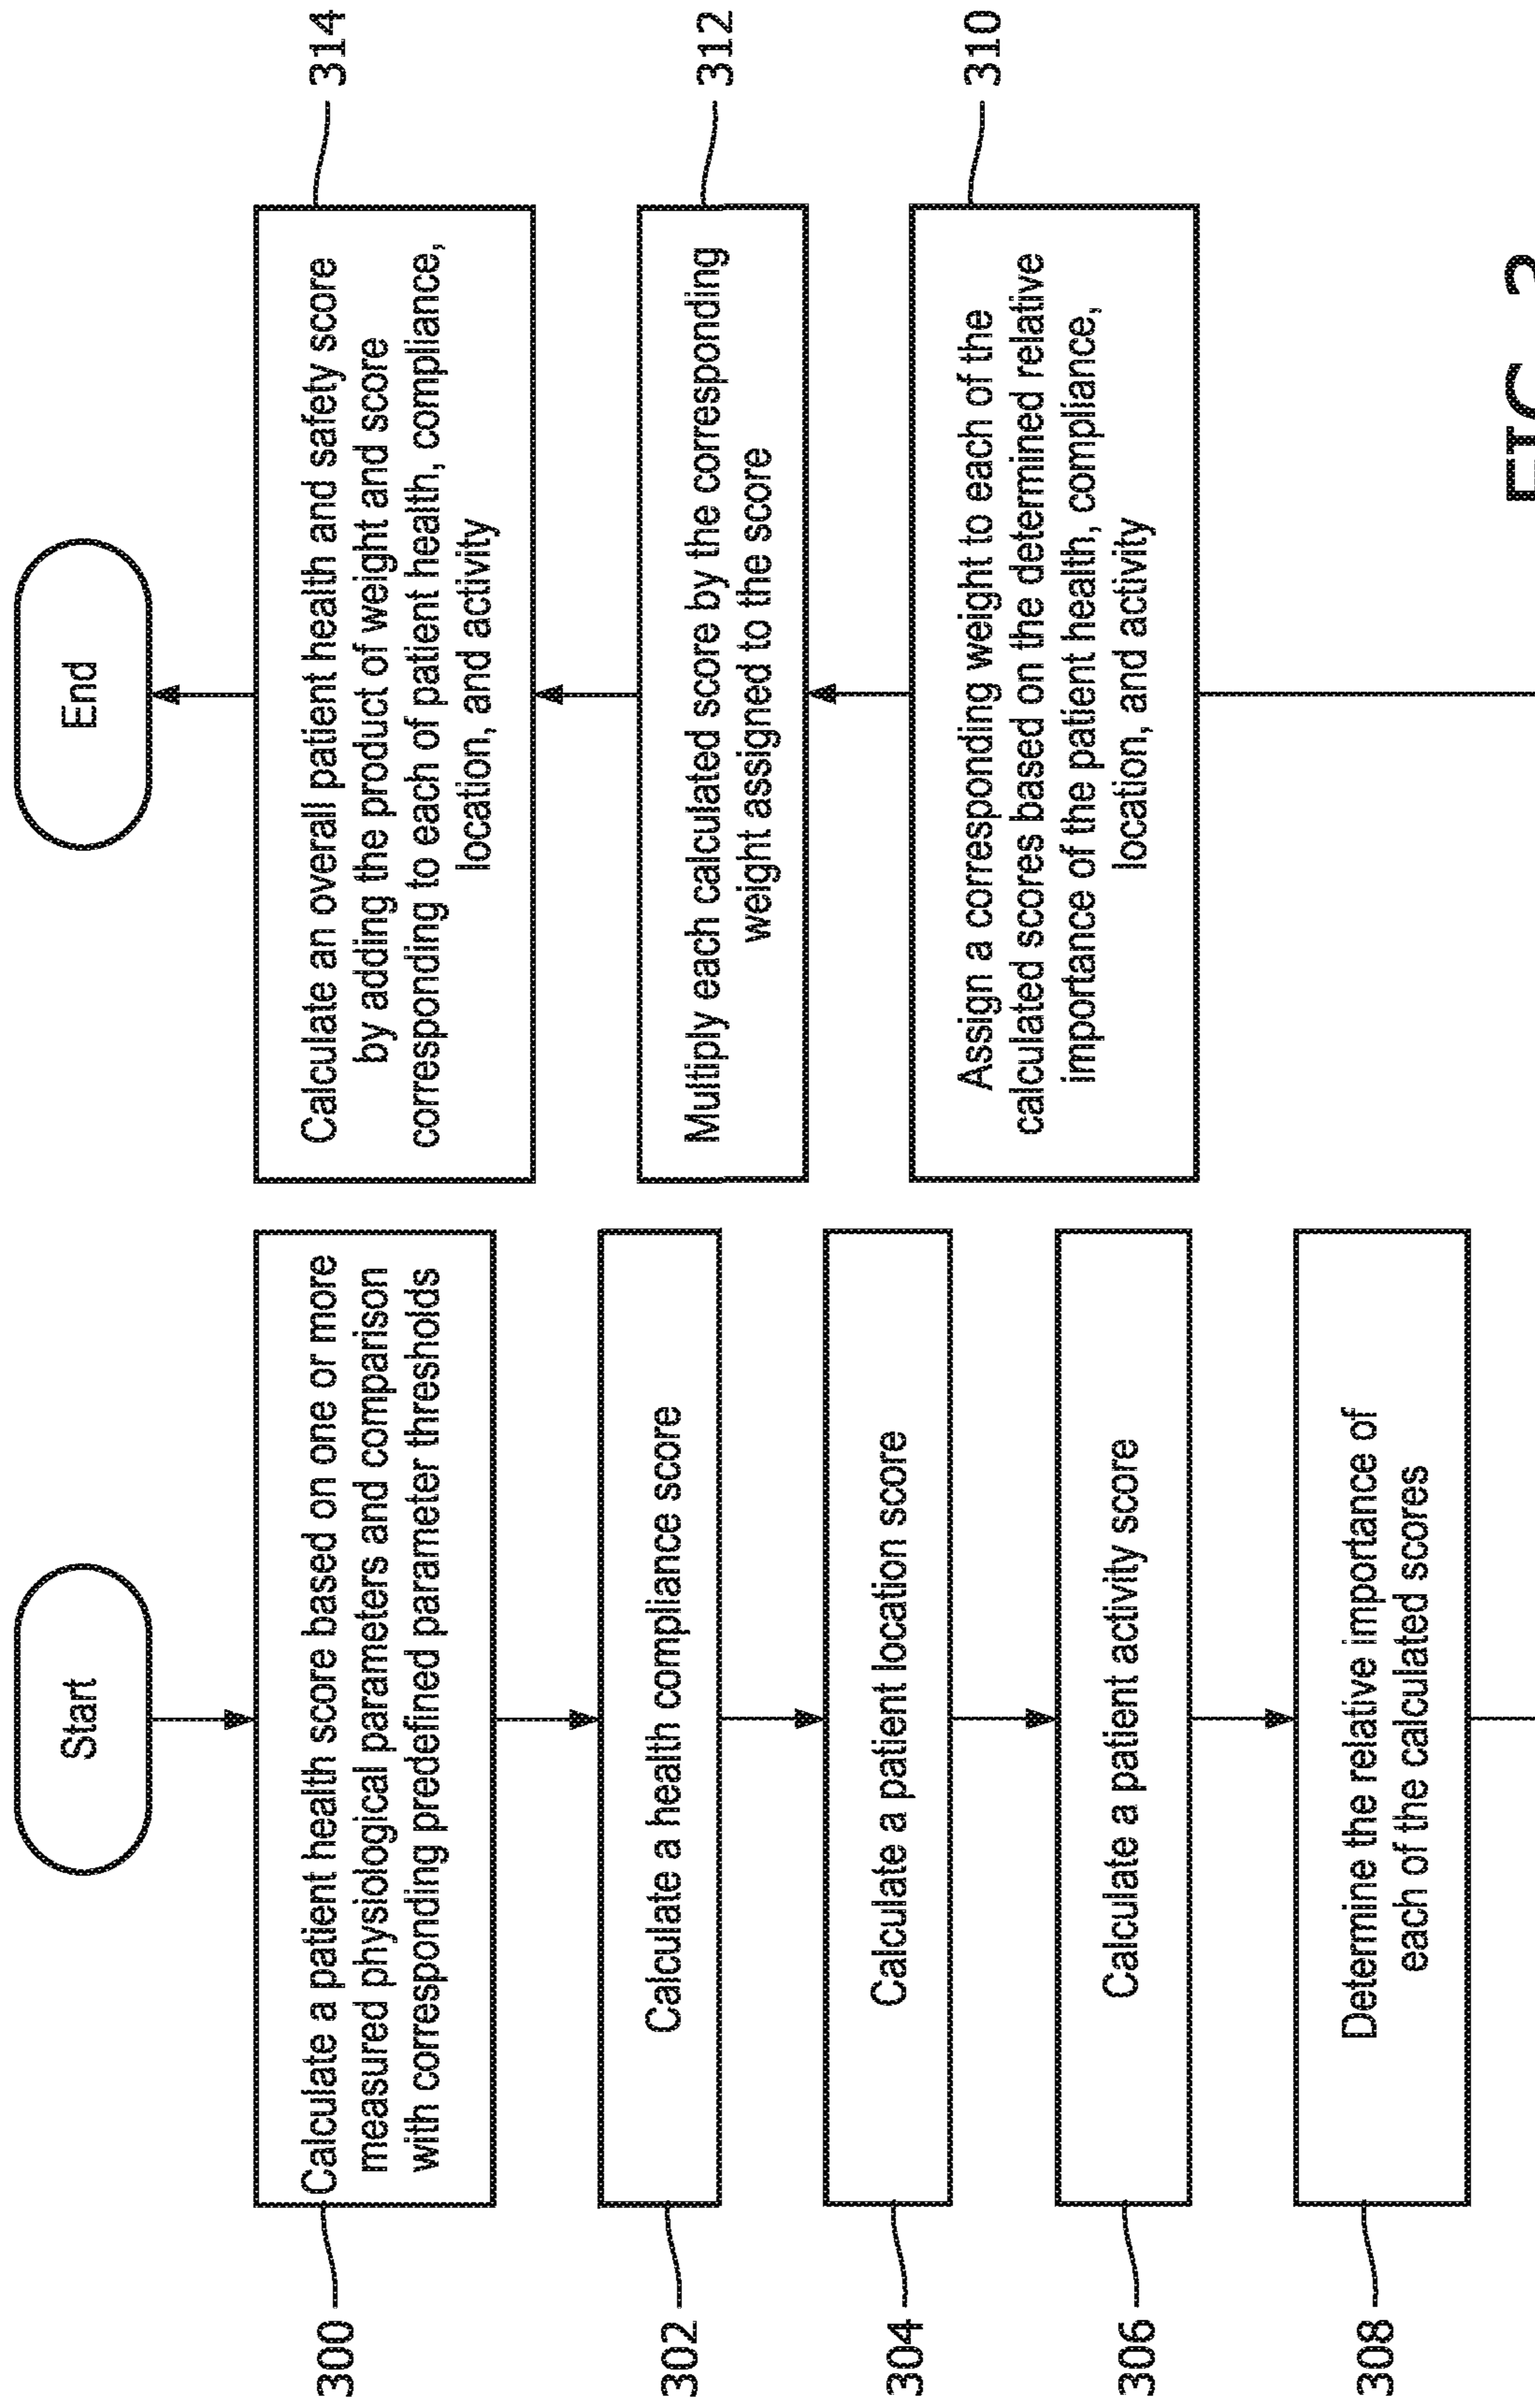 Start
300
Calculate a patient health score based on one or more
measured physiological parameters and comparison
with corresponding predefined parameter thresholds
302
Calculate a health compliance score
304
Calculate a patient location score
306
Calculate a patient activity score
308
Determine the relative importance of
each of the calculated scores
End
314
Calculate an overall patient health and safety score
by adding the product of weight and score
corresponding to each of patient health, compliance,
location, and activity
312
Multiply each calculated score by the corresponding
weight assigned to the score
310
Assign a corresponding weight to each of the
calculated scores based on the determined relative
importance of the patient health, compliance,
location, and activity
FIG